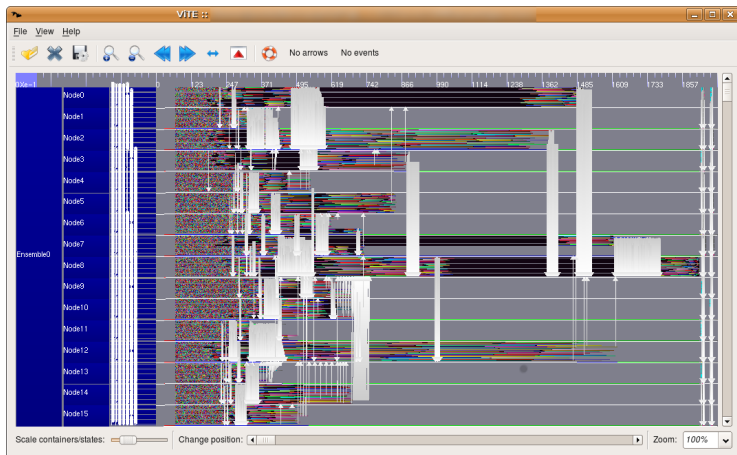 ViTE ::
File View Help
No arrows No events
0Xe-1 0 123 247 371 495 619 742 866 990 1114 1238 1362 1485 1609 1733 1857
Node0
Node1
Node2
Node3
Node4
Node5
Node6
Node7
Ensemble0
Node8
Node9
Node10
Node11
Node12
Node13
Node14
Node15
Scale containers/states: Change position: Zoom: 100%